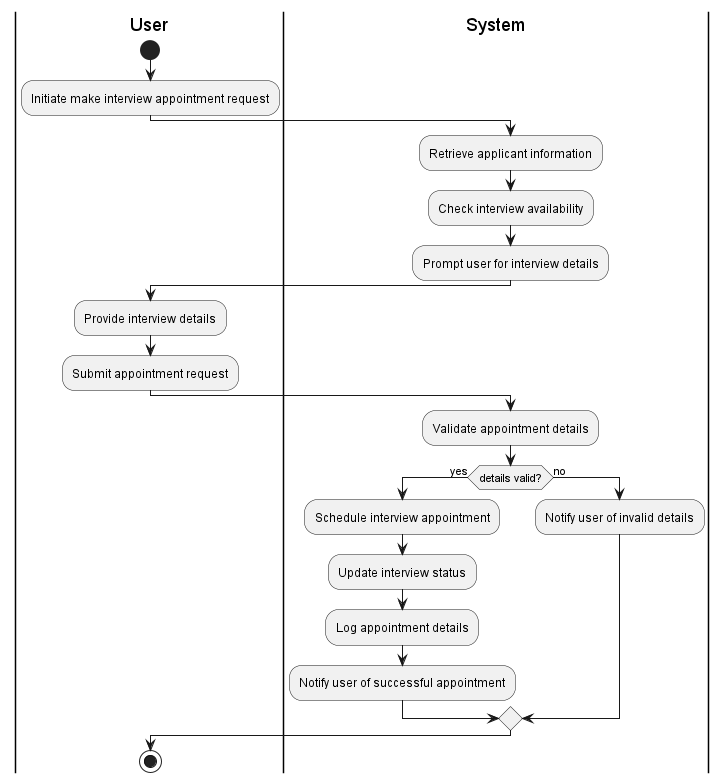 User
System
Initiate make interview appointment request
Retrieve applicant information
Check interview availability
Prompt user for interview details
Provide interview details
Submit appointment request
Validate appointment details
yes
details valid?
no
Schedule interview appointment
Notify user of invalid details
Update interview status
Log appointment details
Notify user of successful appointment